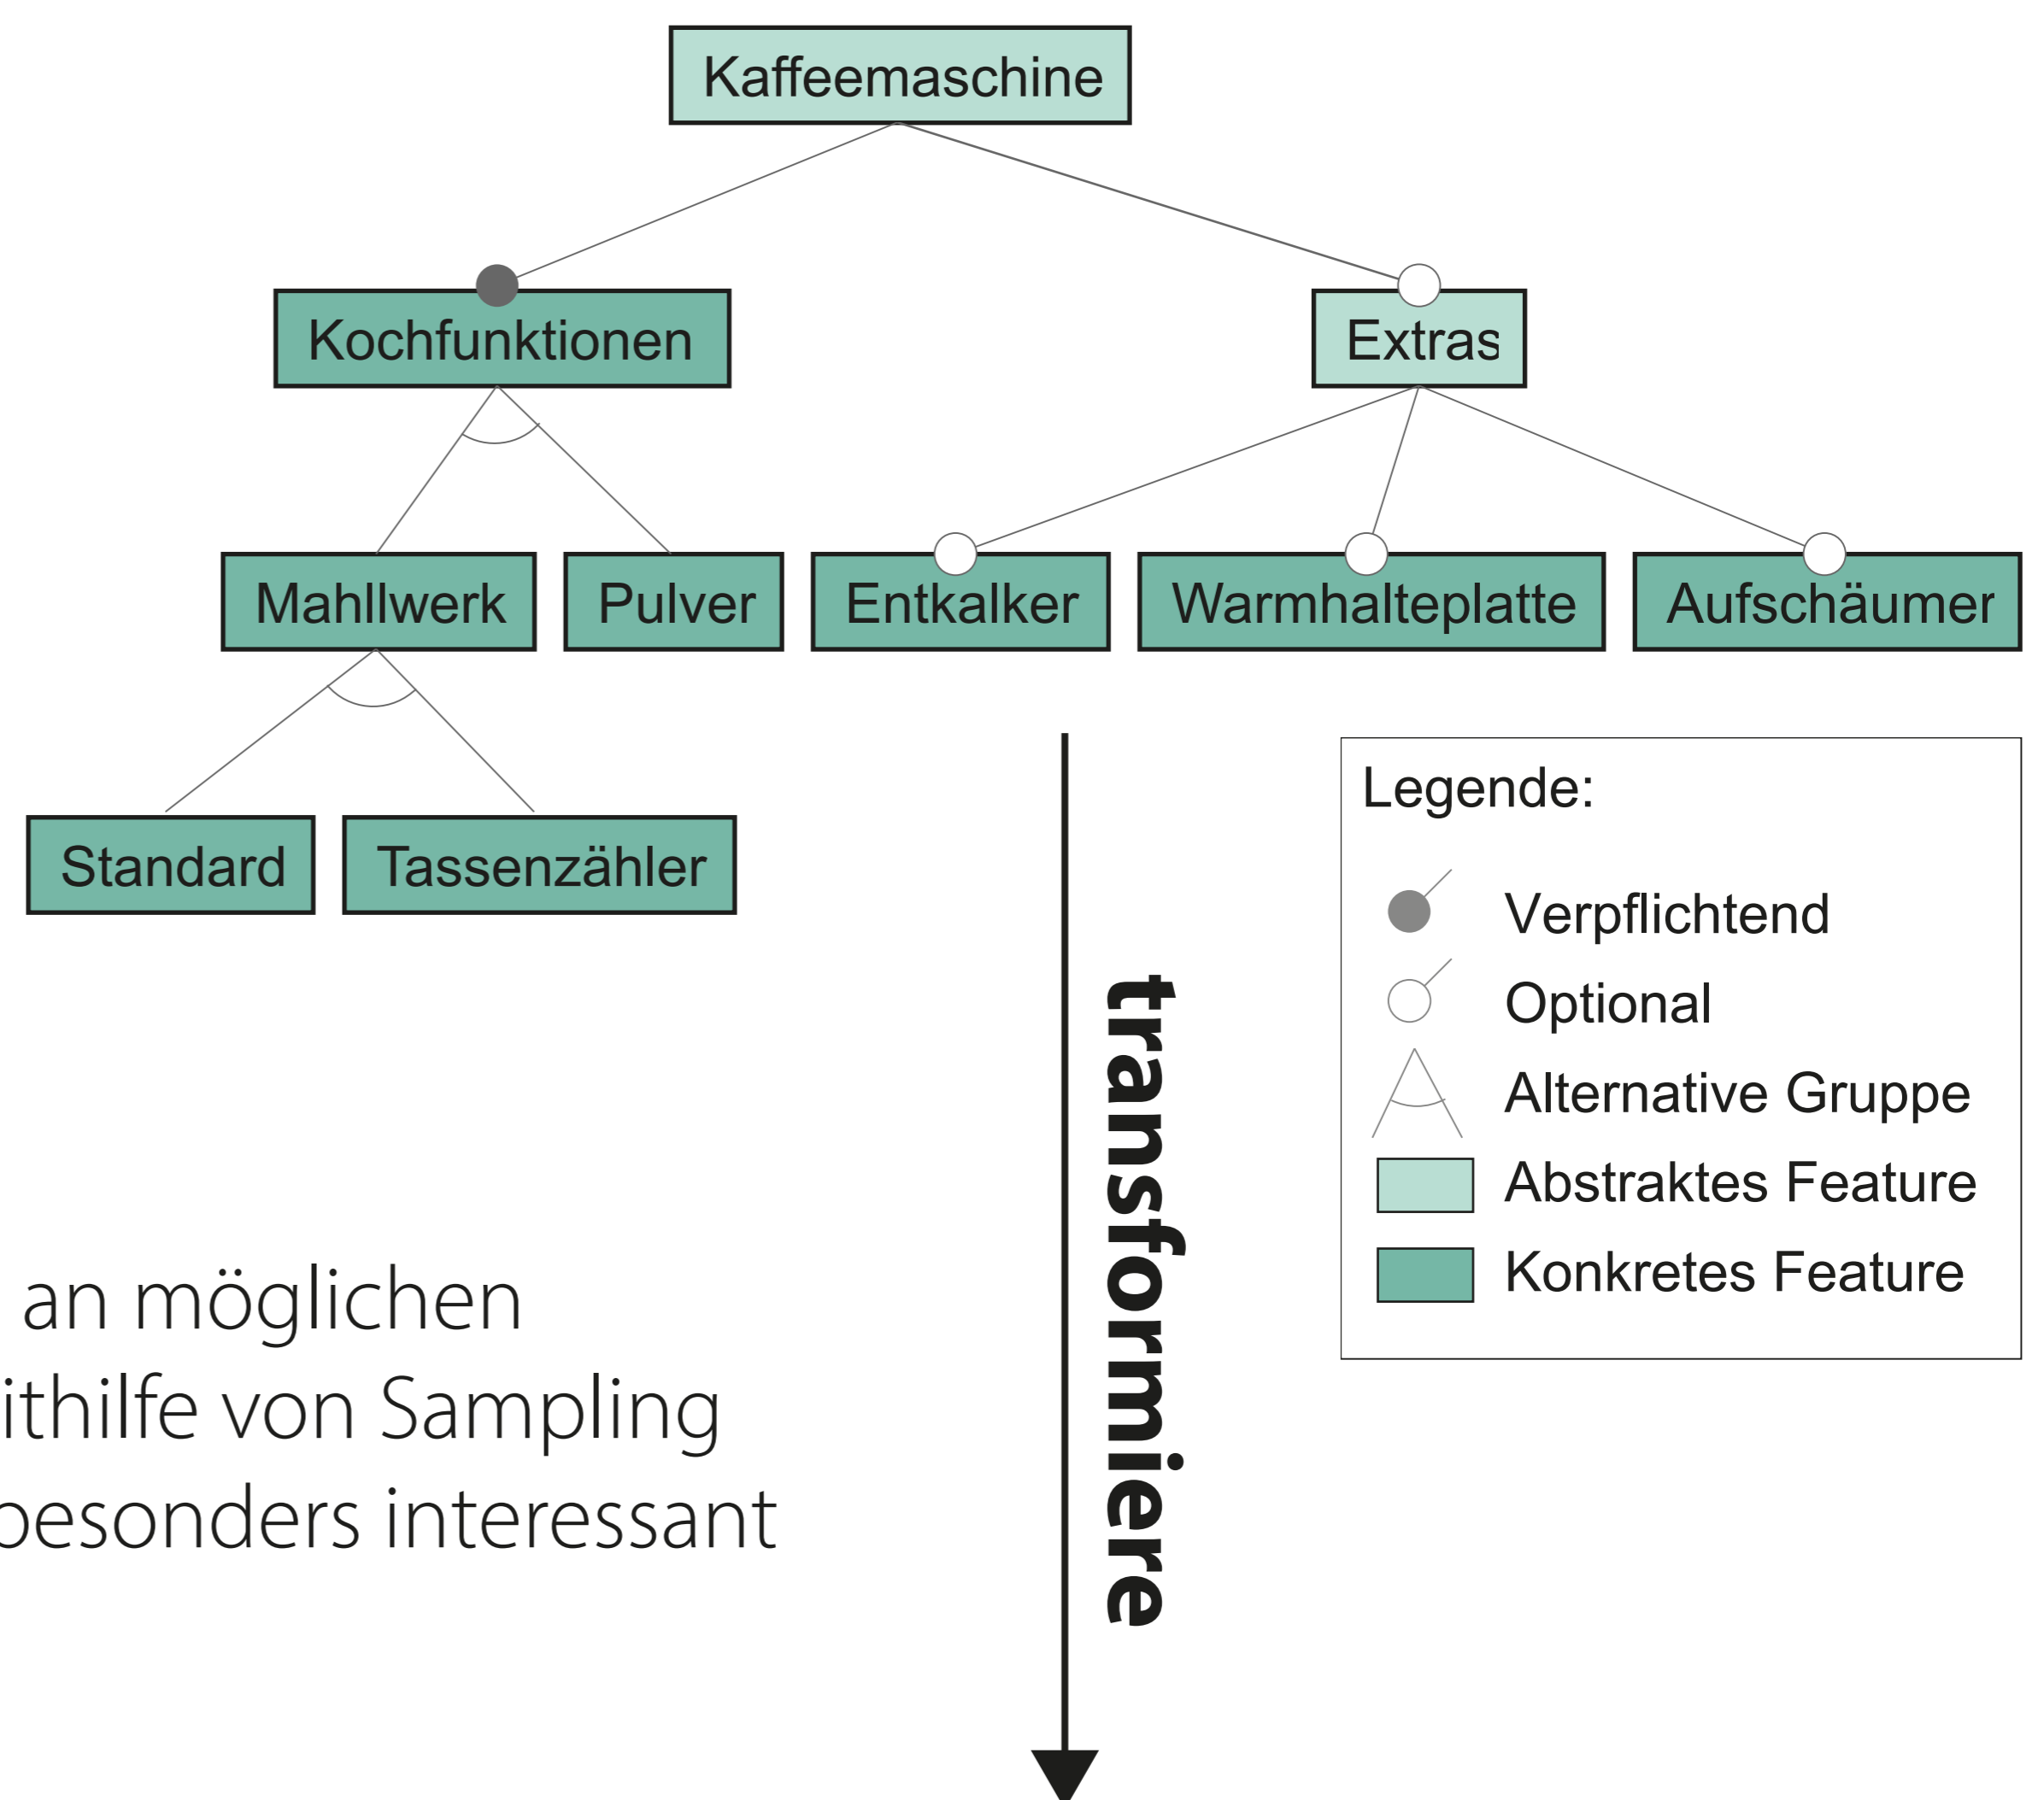 Kaffeemaschine
Kochfunktionen
Extras
Mahllwerk
Pulver
Entkalker
Warmhalteplatte
Aufschäumer
Standard
Tassenzähler
Legende:
Verpflichtend
Optional
Alternative Gruppe
Abstraktes Feature
Konkretes Feature
transformiere
an möglichen
ithilfe von Sampling
besonders interessant